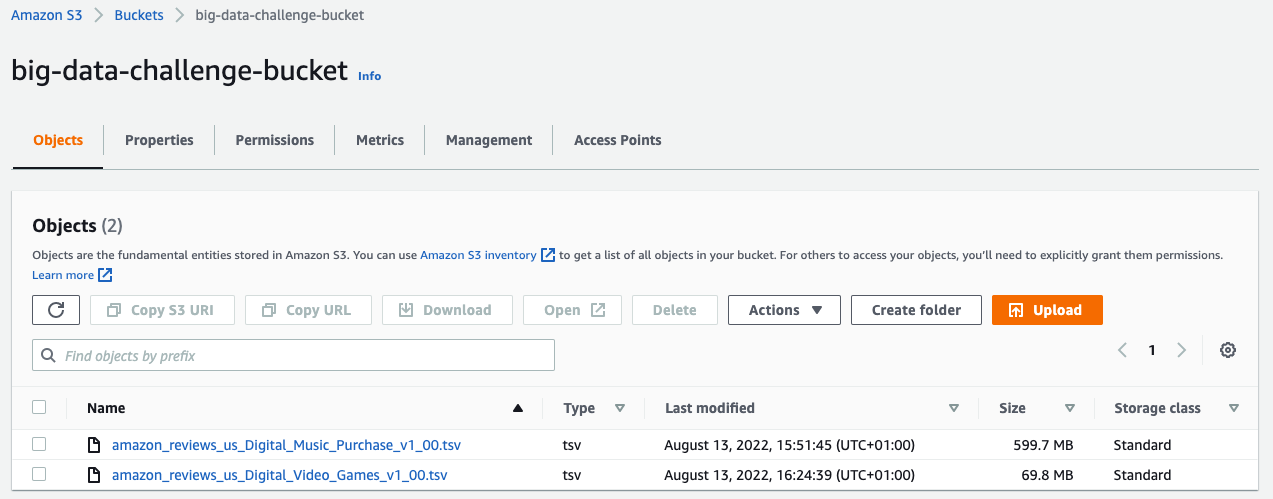 Amazon S3 > Buckets > big-data-challenge-bucket
big-data-challenge-bucket Info
Objects Properties Permissions Metrics Management Access Points
Objects (2)
Objects are the fundamental entities stored in Amazon S3. You can use Amazon S3 inventory to get a list of all objects in your bucket. For others to access your objects, you'll need to explicitly grant them permissions.
Learn more
Copy S3 URI Copy URL Download Open Delete Actions Create folder Upload
Find objects by prefix 1
Name Type Last modified Size Storage class
amazon_reviews_us_Digital_Music_Purchase_v1_00.tsv tsv August 13, 2022, 15:51:45 (UTC+01:00) 599.7 MB Standard
amazon_reviews_us_Digital_Video_Games_v1_00.tsv tsv August 13, 2022, 16:24:39 (UTC+01:00) 69.8 MB Standard